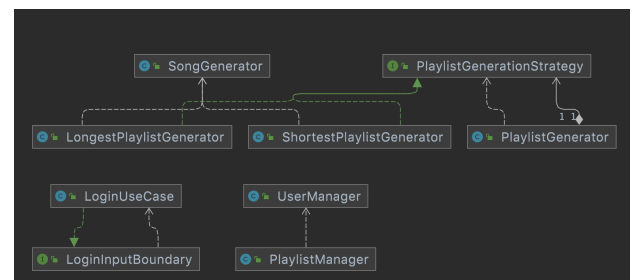 SongGenerator
PlaylistGenerationStrategy
1 1
LongestPlaylistGenerator
ShortestPlaylistGenerator
PlaylistGenerator
LoginUseCase
UserManager
LoginInputBoundary
PlaylistManager